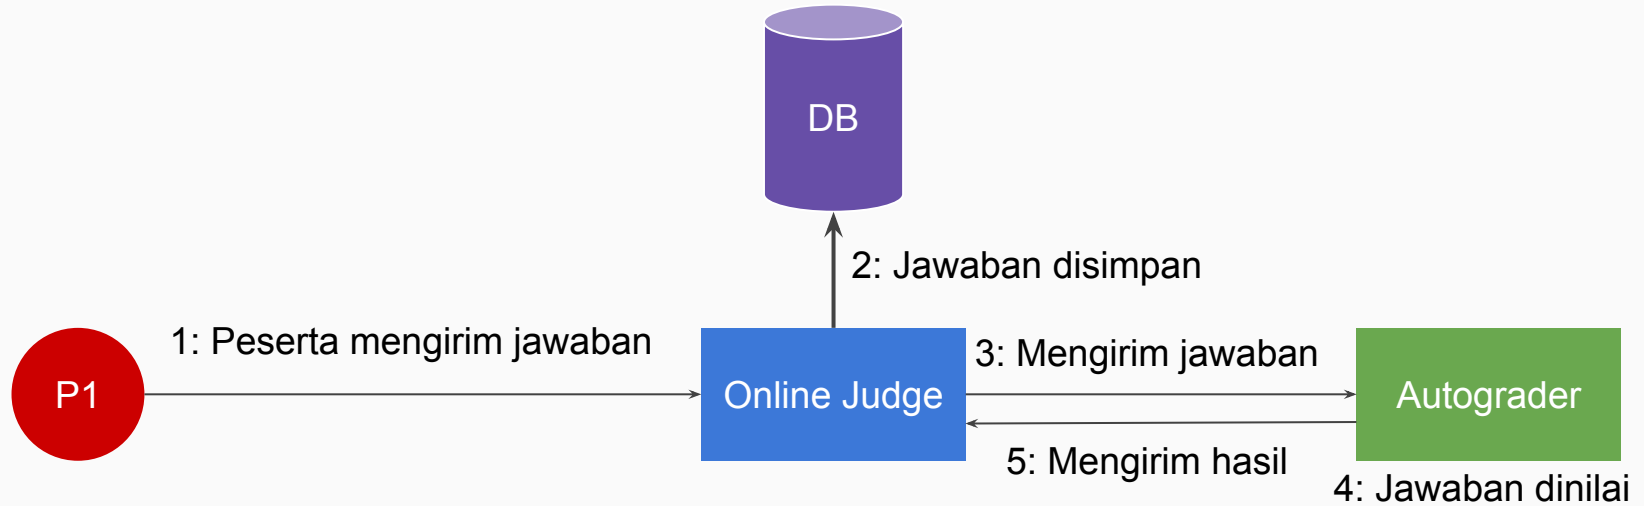 DB
2: Jawaban disimpan
1: Peserta mengirim jawaban
3: Mengirim jawaban
P1
Online Judge
Autograder
5: Mengirim hasil
4: Jawaban dinilai